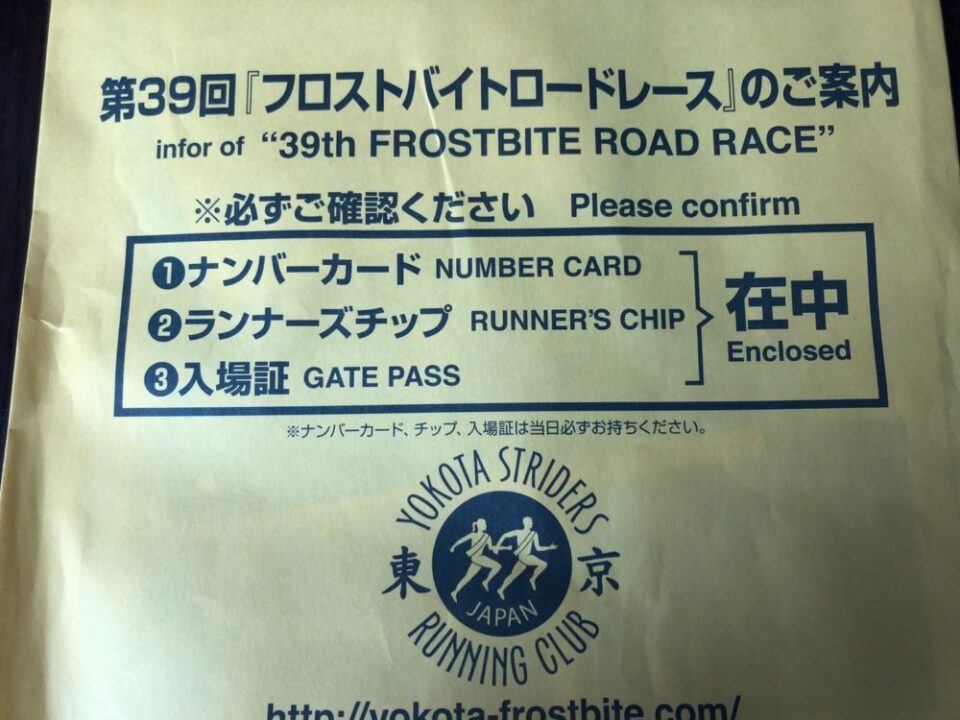 第39回『フロストバイトロードレース』のご案内
infor of "39th FROSTBITE ROAD RACE"
※必ずご確認ください Please confirm
❶ナンバーカード NUMBER CARD
❷ランナーズチップ RUNNER'S CHIP
❸入場証 GATE PASS
在中
Enclosed
※ナンバーカード、チップ、入場証は当日必ずお持ちください。
YOKOTA STRIDERS
東京
JAPAN
RUNNING CLUB
http://yokota-frostbite.com/